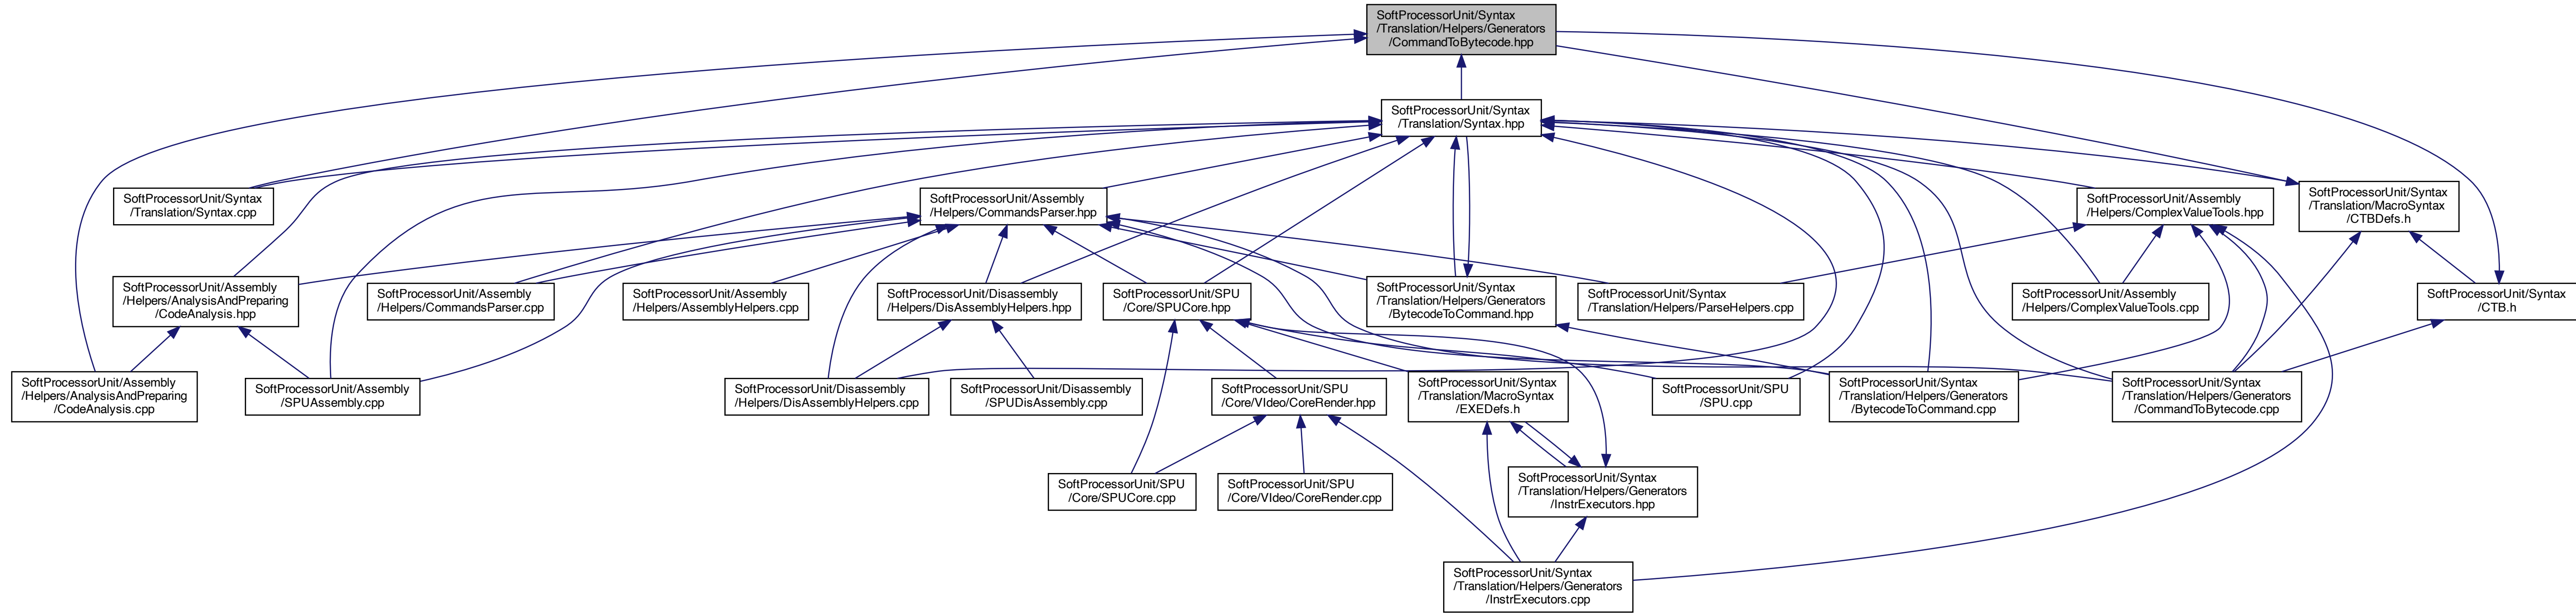 SoftProcessorUnit/Syntax
/Translation/Helpers/Generators
/CommandToBytecode.hpp
SoftProcessorUnit/Syntax
/Translation/Syntax.hpp
SoftProcessorUnit/Syntax
/Translation/Syntax.cpp
SoftProcessorUnit/Assembly
/Helpers/CommandsParser.hpp
SoftProcessorUnit/Assembly
/Helpers/ComplexValueTools.hpp
SoftProcessorUnit/Syntax
/Translation/MacroSyntax
/CTBDefs.h
SoftProcessorUnit/Assembly
/Helpers/AnalysisAndPreparing
/CodeAnalysis.hpp
SoftProcessorUnit/Assembly
/Helpers/CommandsParser.cpp
SoftProcessorUnit/Assembly
/Helpers/AssemblyHelpers.cpp
SoftProcessorUnit/Disassembly
/Helpers/DisAssemblyHelpers.hpp
SoftProcessorUnit/SPU
/Core/SPUCore.hpp
SoftProcessorUnit/Syntax
/Translation/Helpers/Generators
/BytecodeToCommand.hpp
SoftProcessorUnit/Syntax
/Translation/Helpers/ParseHelpers.cpp
SoftProcessorUnit/Assembly
/Helpers/ComplexValueTools.cpp
SoftProcessorUnit/Syntax
/CTB.h
SoftProcessorUnit/Assembly
/Helpers/AnalysisAndPreparing
/CodeAnalysis.cpp
SoftProcessorUnit/Assembly
/SPUAssembly.cpp
SoftProcessorUnit/Disassembly
/Helpers/DisAssemblyHelpers.cpp
SoftProcessorUnit/Disassembly
/SPUDisAssembly.cpp
SoftProcessorUnit/SPU
/Core/VIdeo/CoreRender.hpp
SoftProcessorUnit/Syntax
/Translation/MacroSyntax
/EXEDefs.h
SoftProcessorUnit/SPU
/SPU.cpp
SoftProcessorUnit/Syntax
/Translation/Helpers/Generators
/BytecodeToCommand.cpp
SoftProcessorUnit/Syntax
/Translation/Helpers/Generators
/CommandToBytecode.cpp
SoftProcessorUnit/SPU
/Core/SPUCore.cpp
SoftProcessorUnit/SPU
/Core/VIdeo/CoreRender.cpp
SoftProcessorUnit/Syntax
/Translation/Helpers/Generators
/InstrExecutors.hpp
SoftProcessorUnit/Syntax
/Translation/Helpers/Generators
/InstrExecutors.cpp